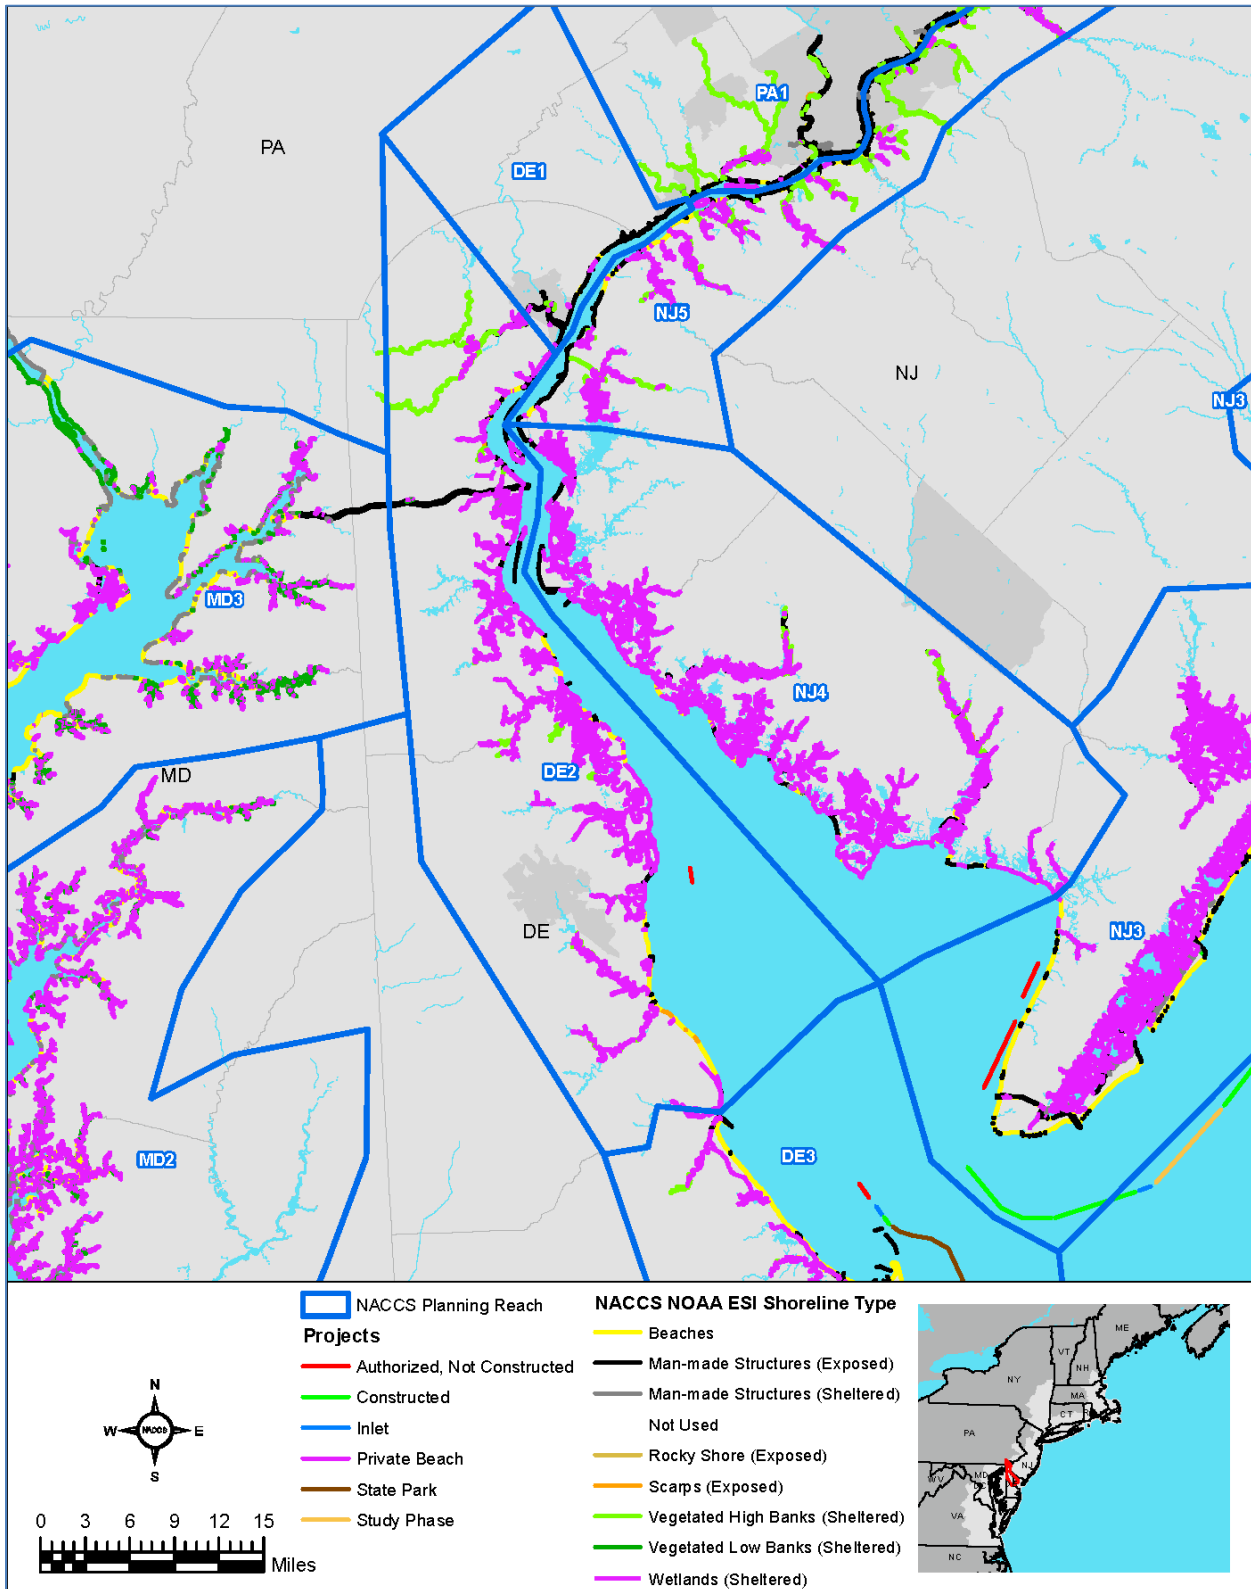 PA1
PA
DE1
NJ5
NJ
NJ3
MD3
NJ4
DE2
MD
DE
NJ3
MD2
DE3
NACCS Planning Reach
Projects
Authorized, Not Constructed
Constructed
Inlet
Private Beach
State Park
Study Phase
NACCS NOAA ESI Shoreline Type
Beaches
Man-made Structures (Exposed)
Man-made Structures (Sheltered)
Not Used
Rocky Shore (Exposed)
Scarps (Exposed)
Vegetated High Banks (Sheltered)
Vegetated Low Banks (Sheltered)
Wetlands (Sheltered)
N
W NACCS E
S
0 3 6 9 12 15
Miles
ME
VT
NH
NY
MA
CT
PA
NJ
MD
WV
VA
NC